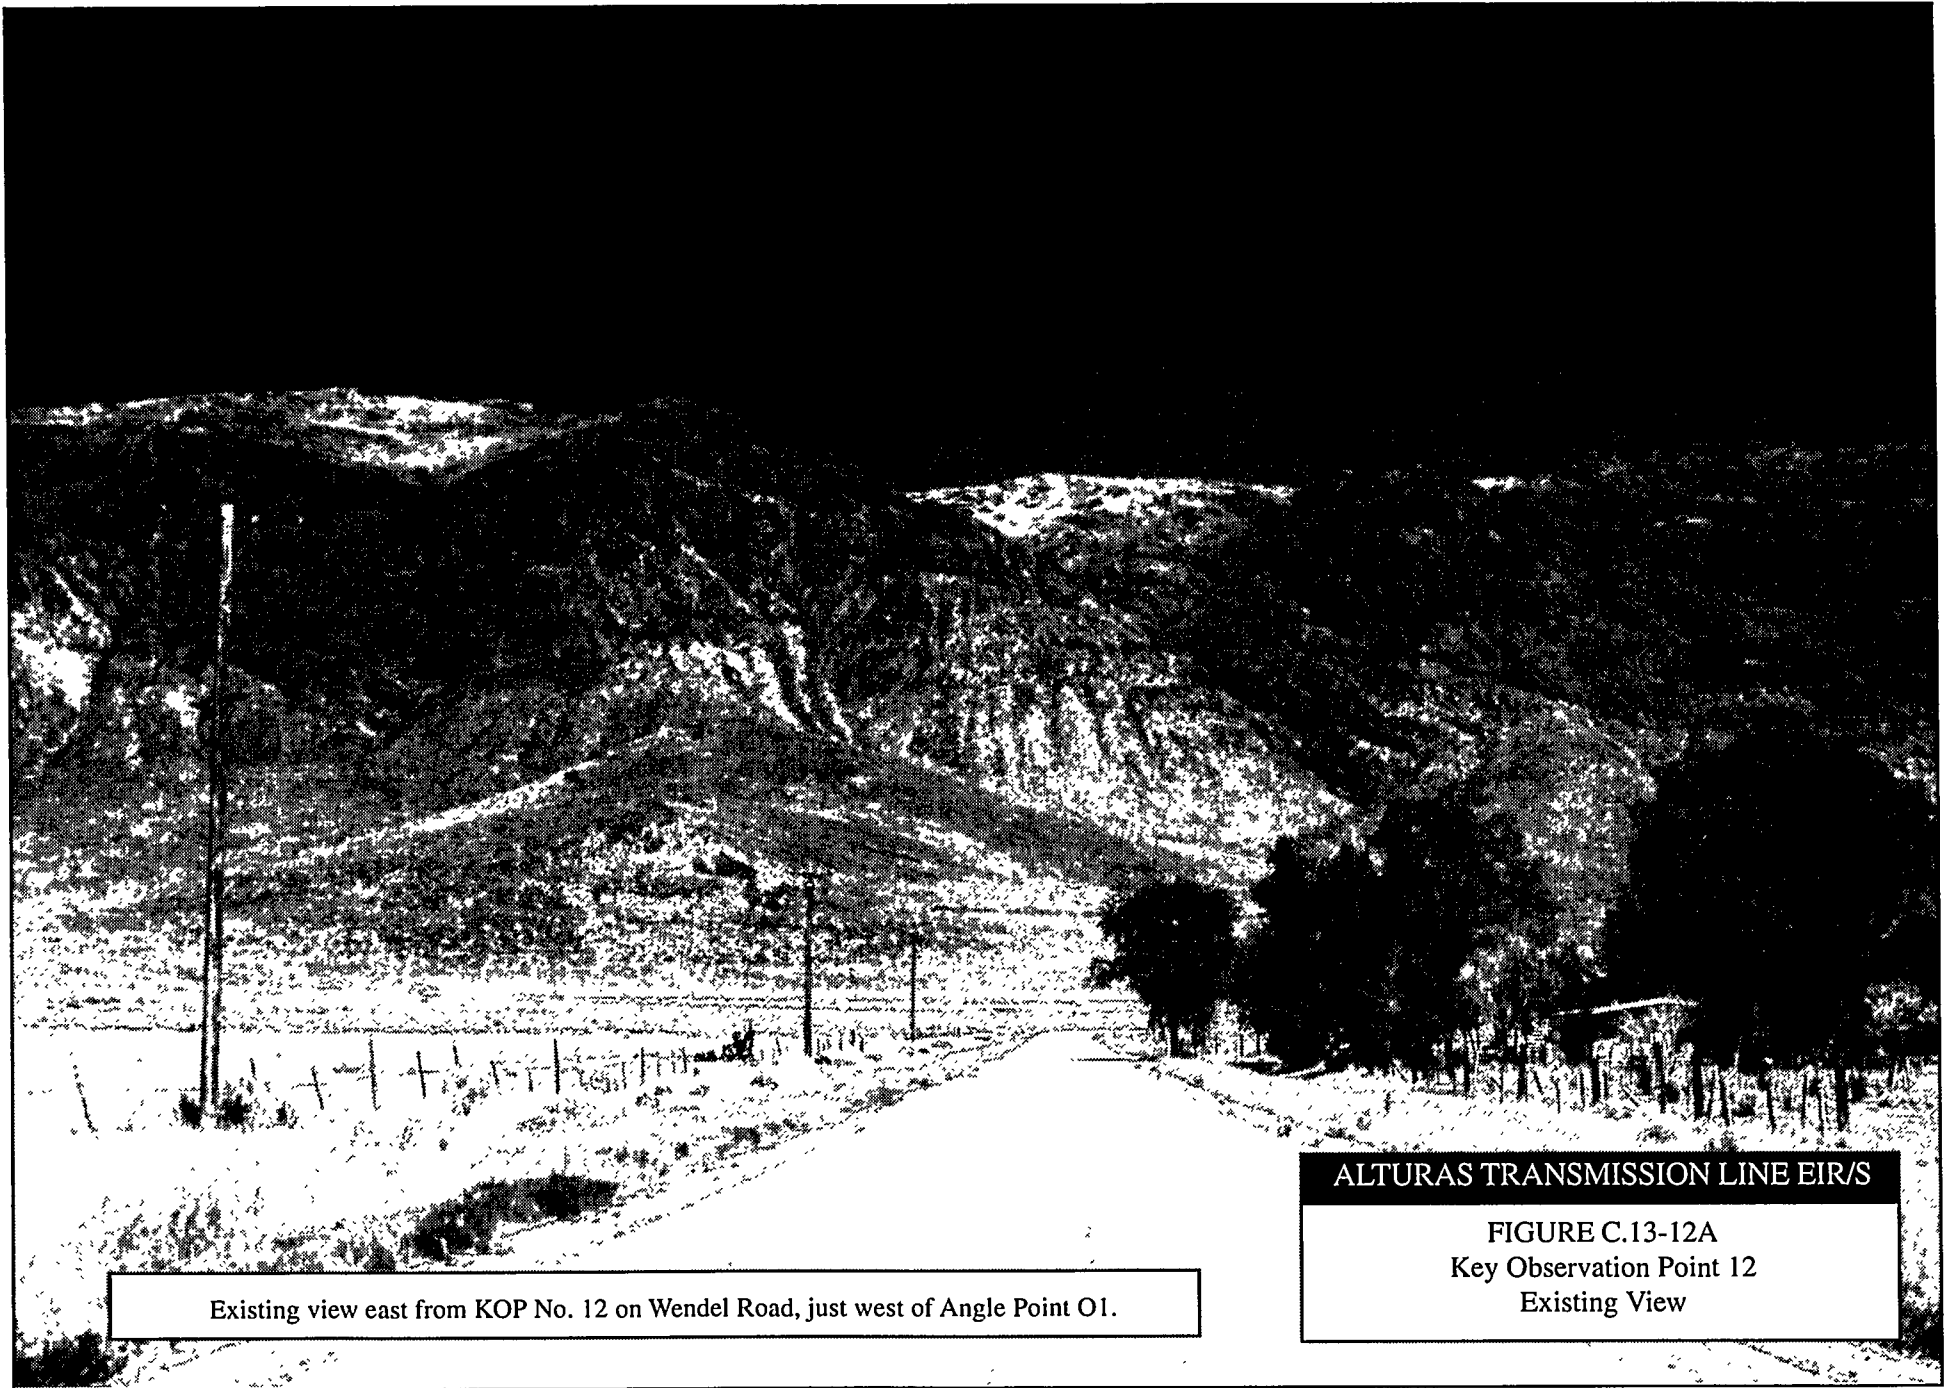 ALTURAS TRANSMISSION LINE EIR/S
FIGURE C.13-12A
Key Observation Point 12
Existing View
Existing view east from KOP No. 12 on Wendel Road, just west of Angle Point O1.